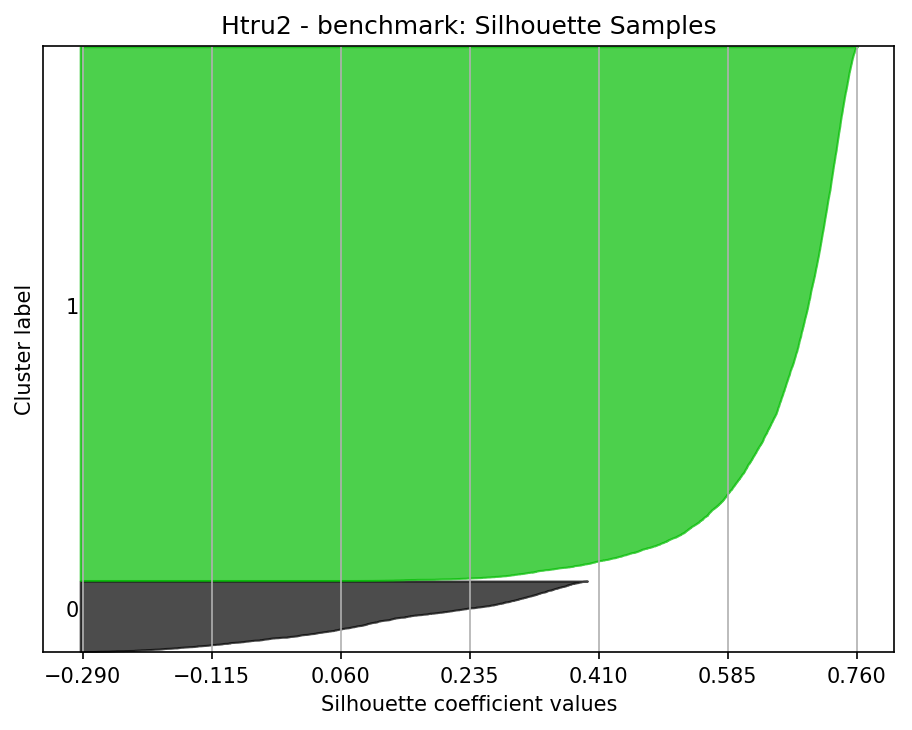 Htru2 - benchmark: Silhouette Samples
Cluster label
1
0
−0.290 −0.115 0.060 0.235 0.410 0.585 0.760
Silhouette coefficient values